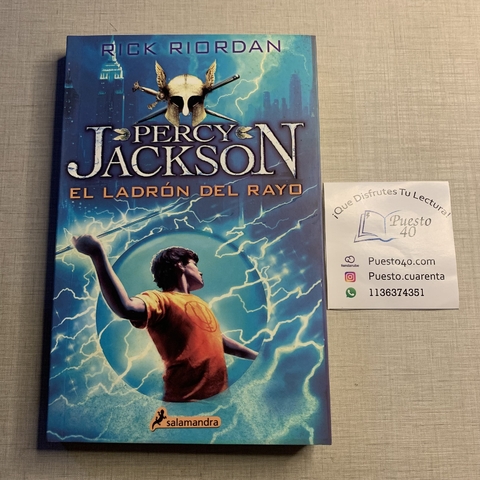 RICK RIORDAN
PERCY
JACKSON
EL LADRÓN DEL RAYO
salamandra
¡Que Disfrutes Tu Lectura!
Puesto
40
Puesto40.com
Puesto.cuarenta
1136374351